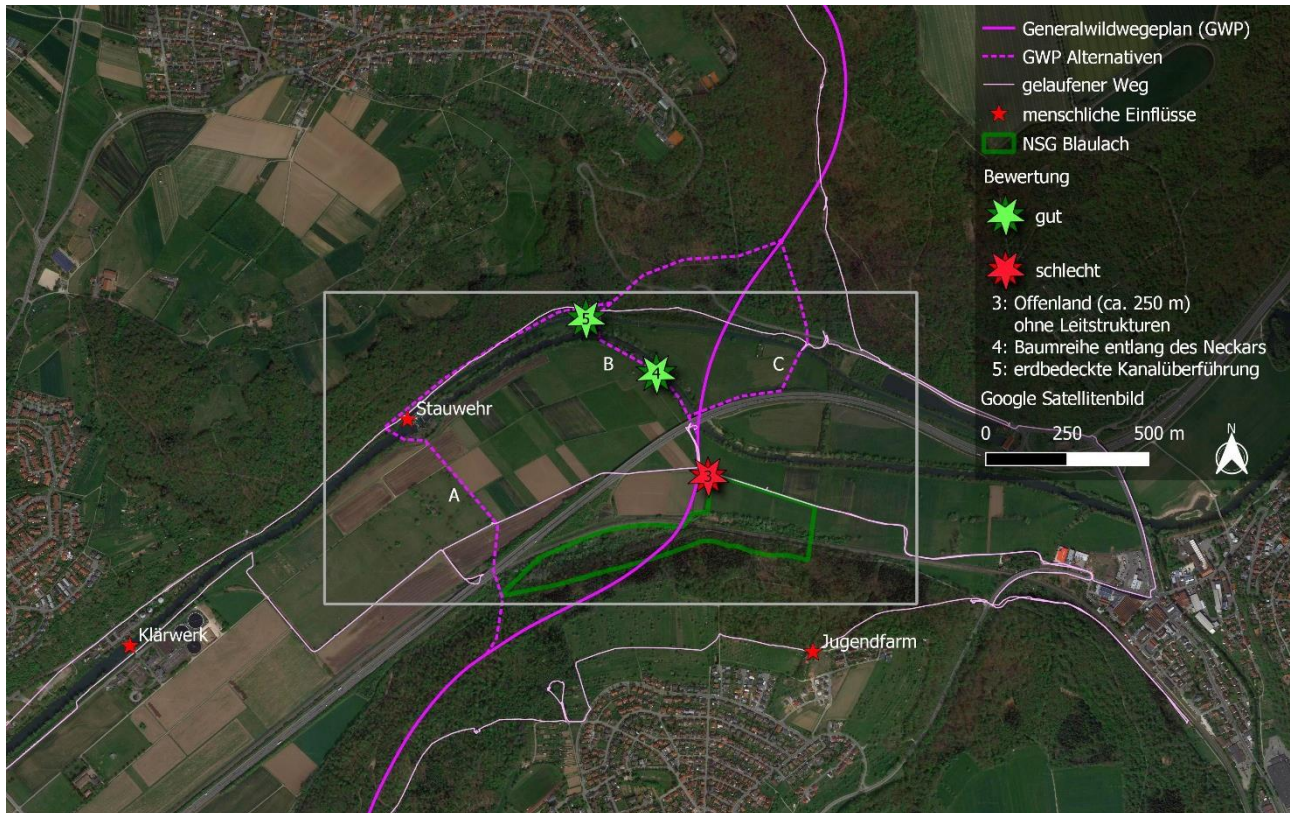 Generalwildwegeplan (GWP)
GWP Alternativen
gelaufener Weg
menschliche Einflüsse
NSG Blaulach
Bewertung
gut
schlecht
3: Offenland (ca. 250 m)
ohne Leitstrukturen
4: Baumreihe entlang des Neckars
5: erdbedeckte Kanalüberführung
Google Satellitenbild
0 250 500 m
N
5
B
4
C
Stauwehr
3
A
Klärwerk
Jugendfarm